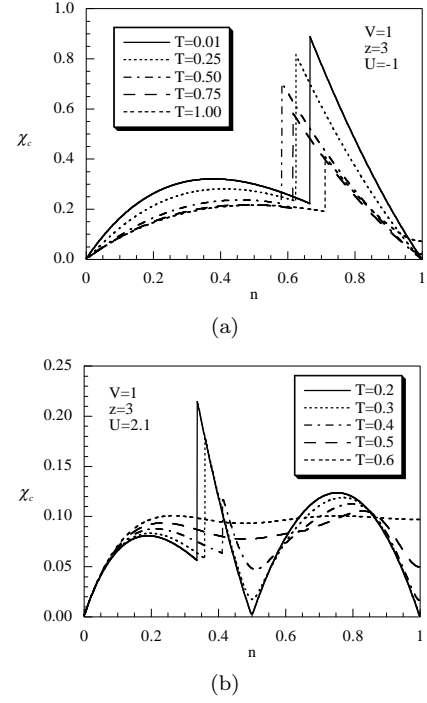 1.0
0.8
0.6
0.4
0.2
0.0
χc
T=0.01
T=0.25
T=0.50
T=0.75
T=1.00
V=1
z=3
U=-1
0 0.2 0.4 0.6 0.8 1
n
(a)
0.25
0.20
0.15
0.10
0.05
0.00
χc
V=1
z=3
U=2.1
T=0.2
T=0.3
T=0.4
T=0.5
T=0.6
0 0.2 0.4 0.6 0.8 1
n
(b)